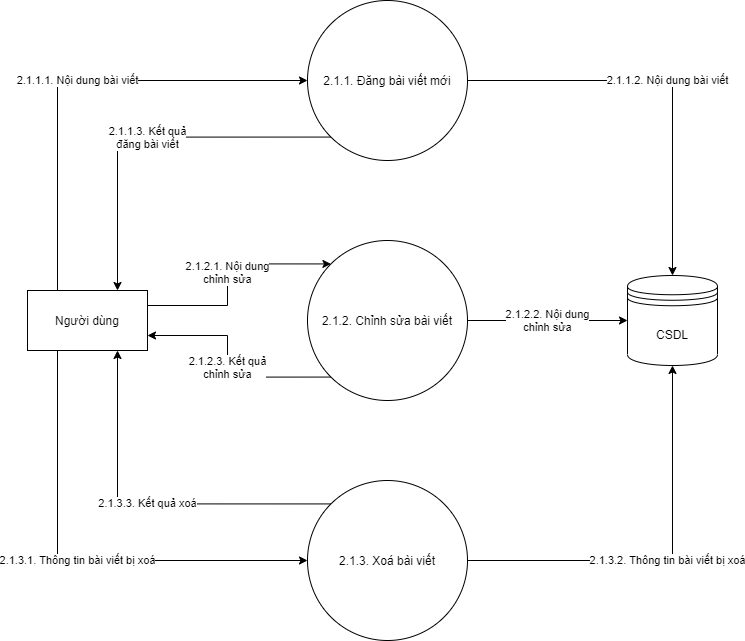 2.1.1.1. Nội dung bài viết
2.1.1. Đăng bài viết mới
2.1.1.2. Nội dung bài viết
2.1.1.3. Kết quả
đăng bài viết
2.1.2.1. Nội dung
chỉnh sửa
Người dùng
2.1.2. Chỉnh sửa bài viết
2.1.2.2. Nội dung
chỉnh sửa
CSDL
2.1.2.3. Kết quả
chỉnh sửa
2.1.3.3. Kết quả xoá
2.1.3.1. Thông tin bài viết bị xoá
2.1.3. Xoá bài viết
2.1.3.2. Thông tin bài viết bị xoá